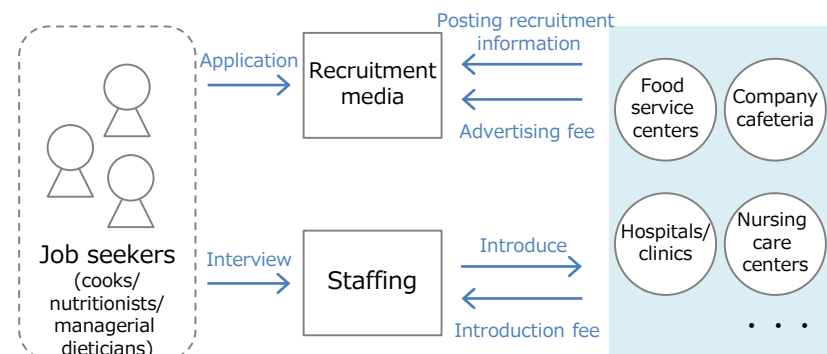 Posting recruitment
information
Application
Recruitment
media
Advertising fee
Food
service
centers
Company
cafeteria
Job seekers
(cooks/
nutritionists/
managerial
dieticians)
Interview
Staffing
Introduce
Introduction fee
Hospitals/
clinics
Nursing
care
centers
・・・